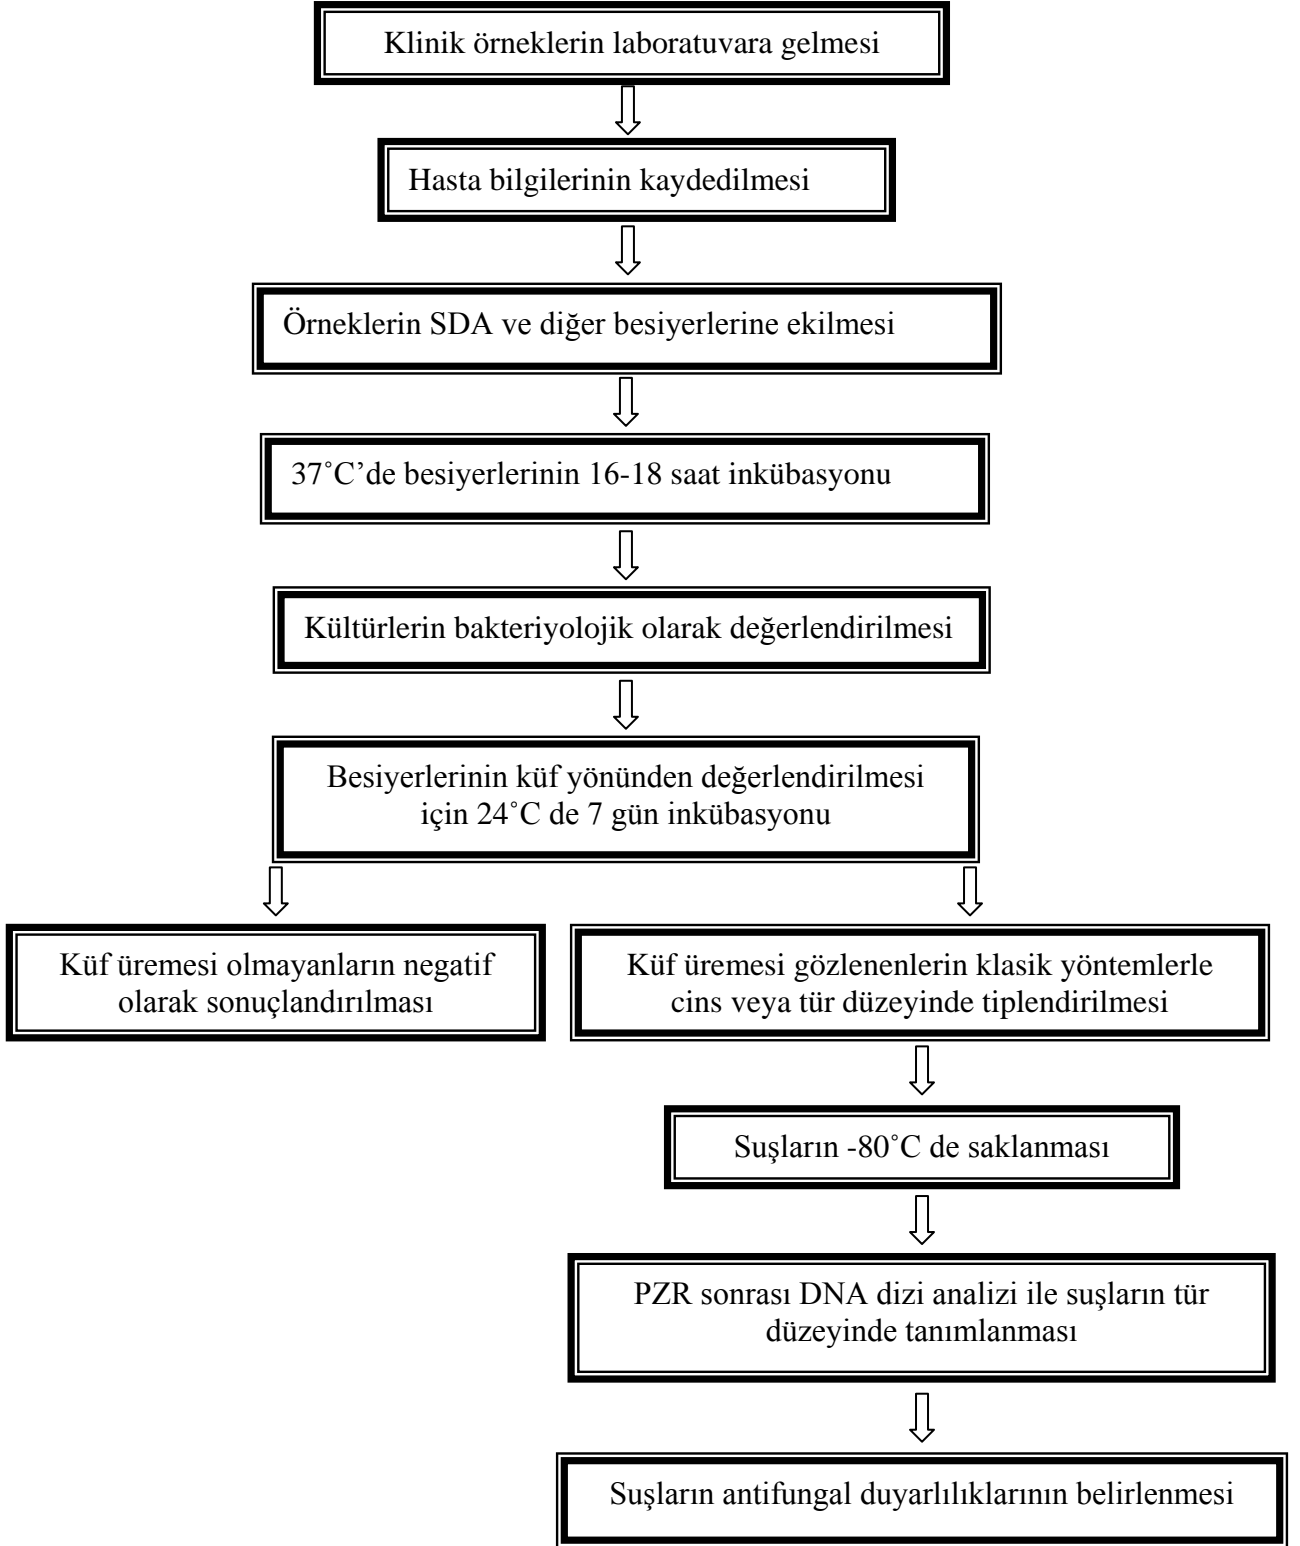 Klinik örneklerin laboratuvara gelmesi
Hasta bilgilerinin kaydedilmesi
Örneklerin SDA ve diğer besiyerlerine ekilmesi
37˚C’de besiyerlerinin 16-18 saat inkübasyonu
Kültürlerin bakteriyolojik olarak değerlendirilmesi
Besiyerlerinin küf yönünden değerlendirilmesi
için 24˚C de 7 gün inkübasyonu
Küf üremesi olmayanların negatif
olarak sonuçlandırılması
Küf üremesi gözlenenlerin klasik yöntemlerle
cins veya tür düzeyinde tiplendirilmesi
Suşların -80˚C de saklanması
PZR sonrası DNA dizi analizi ile suşların tür
düzeyinde tanımlanması
Suşların antifungal duyarlılıklarının belirlenmesi